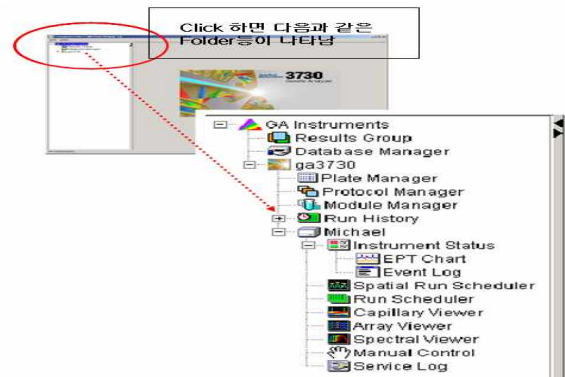 Click 하면 다음과 같은
Folder등이 나타남
3730
GA Instruments
Results Group
Database Manager
ga3730
Plate Manager
Protocol Manager
Module Manager
Run History
Michael
Instrument Status
EPT Chart
Event Log
Spatial Run Scheduler
Run Scheduler
Capillary Viewer
Array Viewer
Spectral Viewer
Manual Control
Service Log